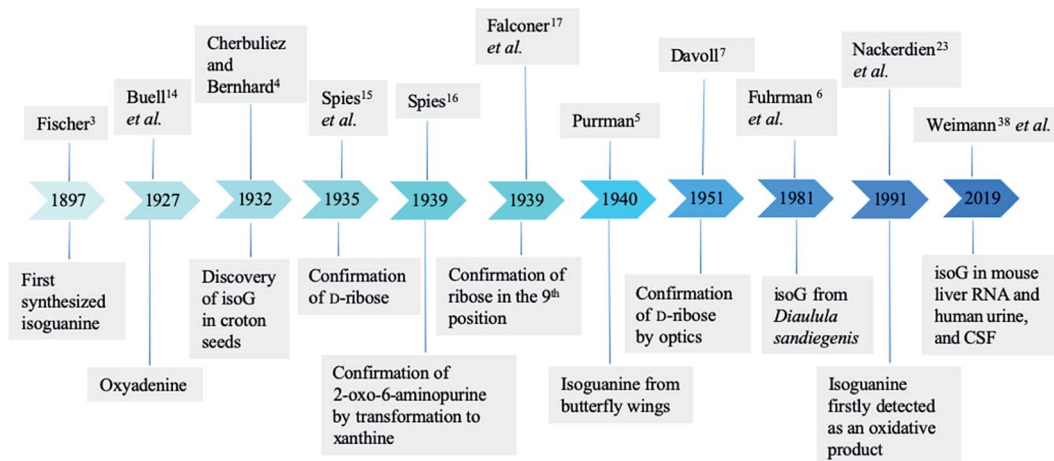 Fischer³
Buell¹⁴
et al.
Cherbuliez
and
Bernhard⁴
Spies¹⁵
et al.
Spies¹⁶
Falconer¹⁷
et al.
Purrman⁵
Davoll⁷
Fuhrman ⁶
et al.
Nackerdien²³
et al.
Weimann³⁸ et al.
1897
1927
1932
1935
1939
1939
1940
1951
1981
1991
2019
First
synthesized
isoguanine
Oxyadenine
Discovery
of isoG
in croton
seeds
Confirmation
of D-ribose
Confirmation of
2-oxo-6-aminopurine
by transformation to
xanthine
Confirmation of
ribose in the 9th
position
Isoguanine from
butterfly wings
Confirmation
of D-ribose
by optics
isoG from
Diaulula
sandiegenis
Isoguanine
firstly detected
as an oxidative
product
isoG in mouse
liver RNA and
human urine,
and CSF